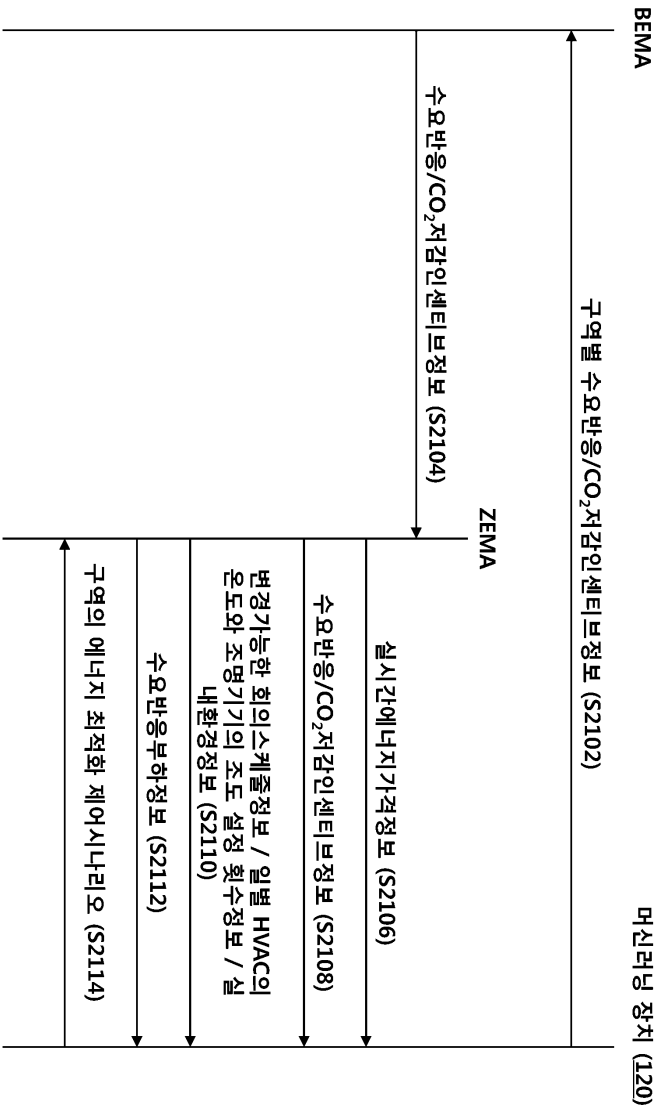 BEMA
머신러닝 장치 (120)
구역별 수요반응/CO₂저감인센티브정보 (S2102)
ZEMA
수요반응/CO₂저감인센티브정보 (S2104)
실시간에너지가격정보 (S2106)
수요반응/CO₂저감인센티브정보 (S2108)
변경가능한 회의스케줄정보 / 일별 HVAC의
온도와 조명기기의 조도 설정 횟수정보 / 실
내환경정보 (S2110)
수요반응부하정보 (S2112)
구역의 에너지 최적화 제어시나리오 (S2114)